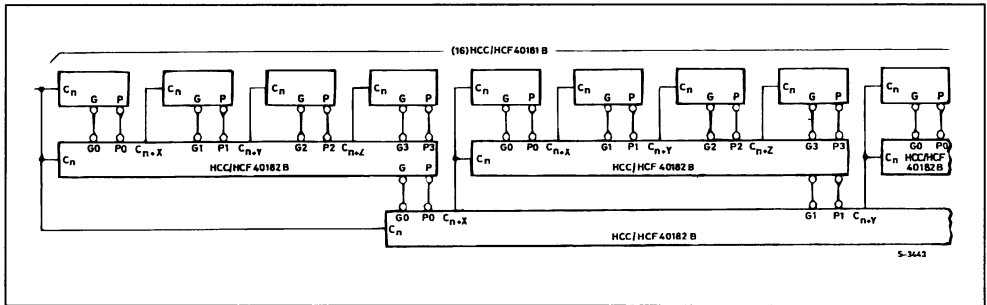 (16)HCC/HCF 40181 B
Cn G P Cn G P Cn G P Cn G P Cn G P Cn G P Cn G P Cn G P Cn G P
G0 P0 Cn+X G1 P1 Cn+Y G2 P2 Cn+Z G3 P3 G0 P0 Cn+X G1 P1 Cn+Y G2 P2 Cn+Z G3 P3 G0 P0
Cn HCC/HCF 40182 B G P Cn HCC/HCF 40182 B G P Cn HCC/HCF 40182 B
G0 P0 Cn+X G1 P1 Cn+Y
Cn HCC/HCF 40182 B
S-3443